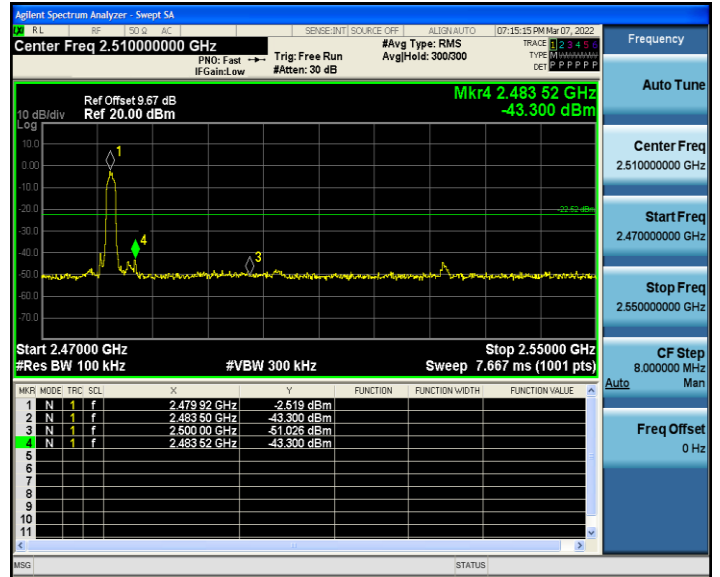 Agilent Spectrum Analyzer - Swept SA
RL RF 50 Ω AC SENSE:INT SOURCE OFF ALIGNAUTO 07:15:15 PM Mar 07, 2022
Center Freq 2.510000000 GHz #Avg Type: RMS TRACE 1 2 3 4 5 6
PNO: Fast Trig: Free Run Avg|Hold: 300/300 TYPE M
IFGain:Low #Atten: 30 dB DET P P P P P P
Mkr4 2.483 52 GHz
-43.300 dBm
Ref Offset 9.67 dB
10 dB/div Ref 20.00 dBm
Log
10.0
0.00
-10.0
-20.0
-30.0
-40.0
-50.0
-60.0
-70.0
1
4
3
-22.52 dBm
Start 2.47000 GHz Stop 2.55000 GHz
#Res BW 100 kHz #VBW 300 kHz Sweep 7.667 ms (1001 pts)
MKR MODE TRC SCL X Y FUNCTION FUNCTION WIDTH FUNCTION VALUE
1 N 1 f 2.479 92 GHz -2.519 dBm
2 N 1 f 2.483 50 GHz -43.300 dBm
3 N 1 f 2.500 00 GHz -51.026 dBm
4 N 1 f 2.483 52 GHz -43.300 dBm
5
6
7
8
9
10
11
MSG STATUS
Frequency
Auto Tune
Center Freq
2.510000000 GHz
Start Freq
2.470000000 GHz
Stop Freq
2.550000000 GHz
CF Step
8.000000 MHz
Auto Man
Freq Offset
0 Hz